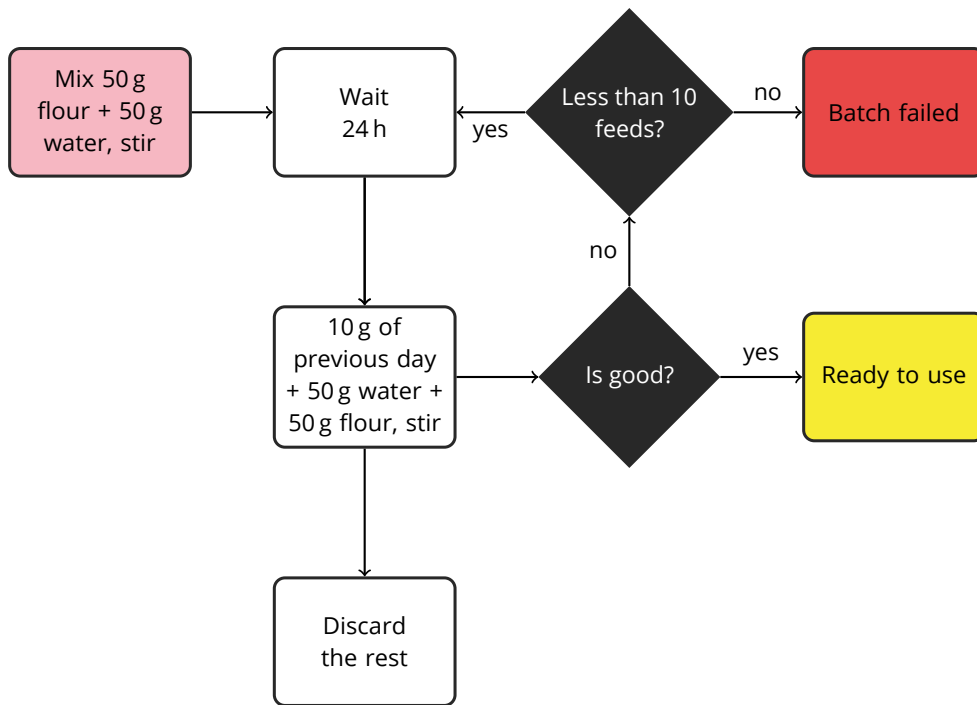 Mix 50 g
flour + 50 g
water, stir
Wait
24 h
yes
Less than 10
feeds?
no
Batch failed
no
10 g of
previous day
+ 50 g water +
50 g flour, stir
Is good?
yes
Ready to use
Discard
the rest